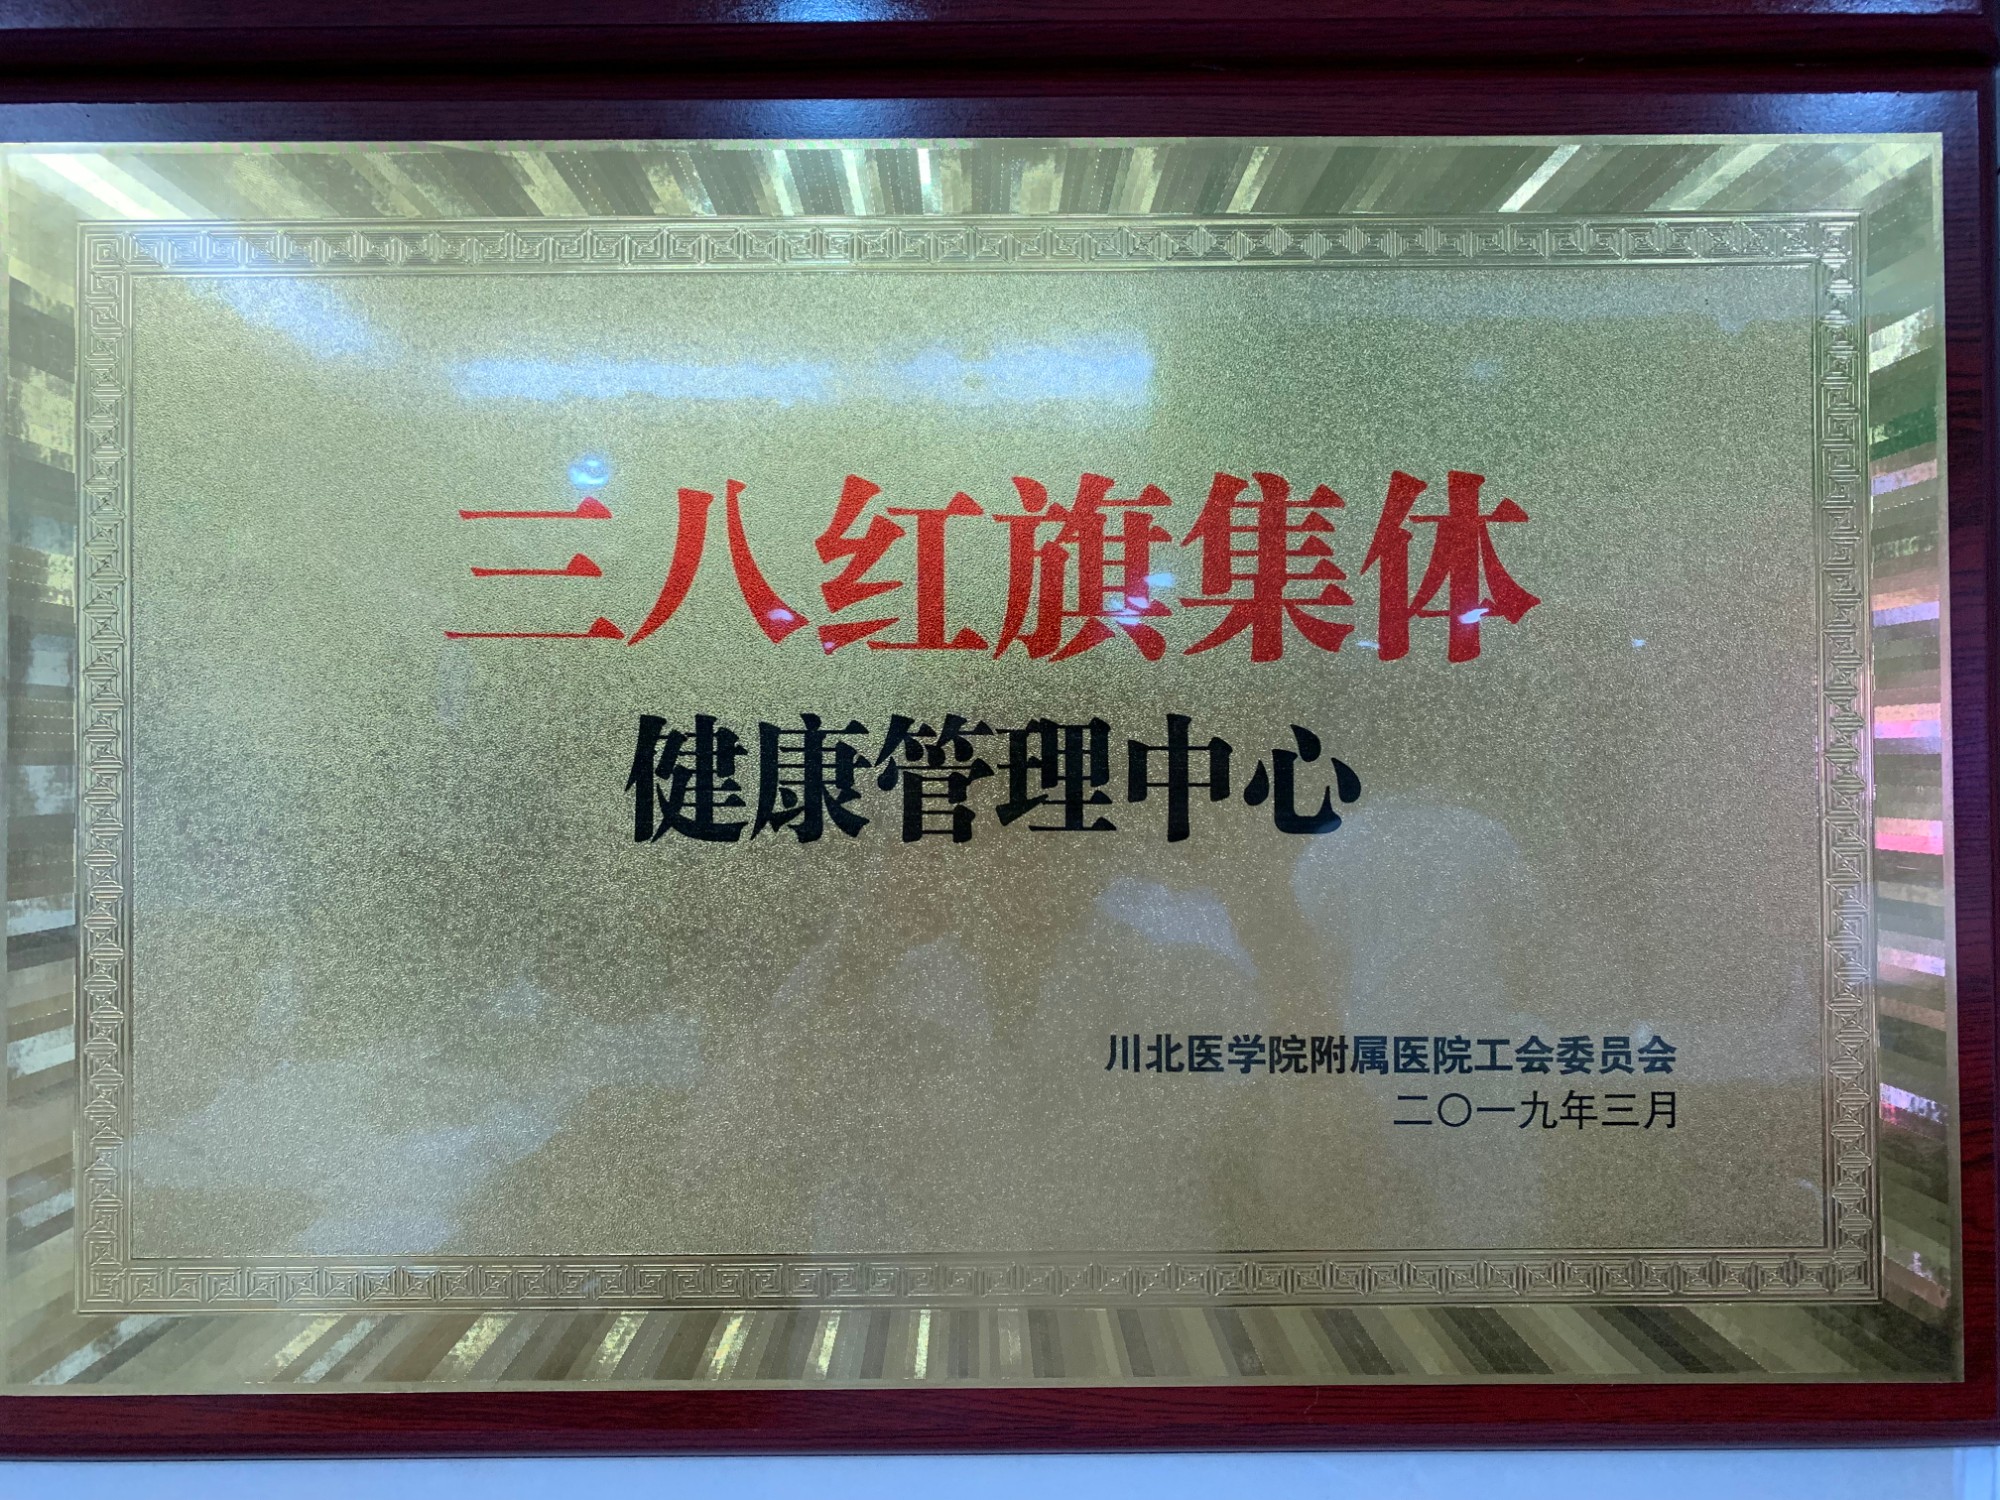 三八红旗集体
健康管理中心
川北医学院附属医院工会委员会
二〇一九年三月